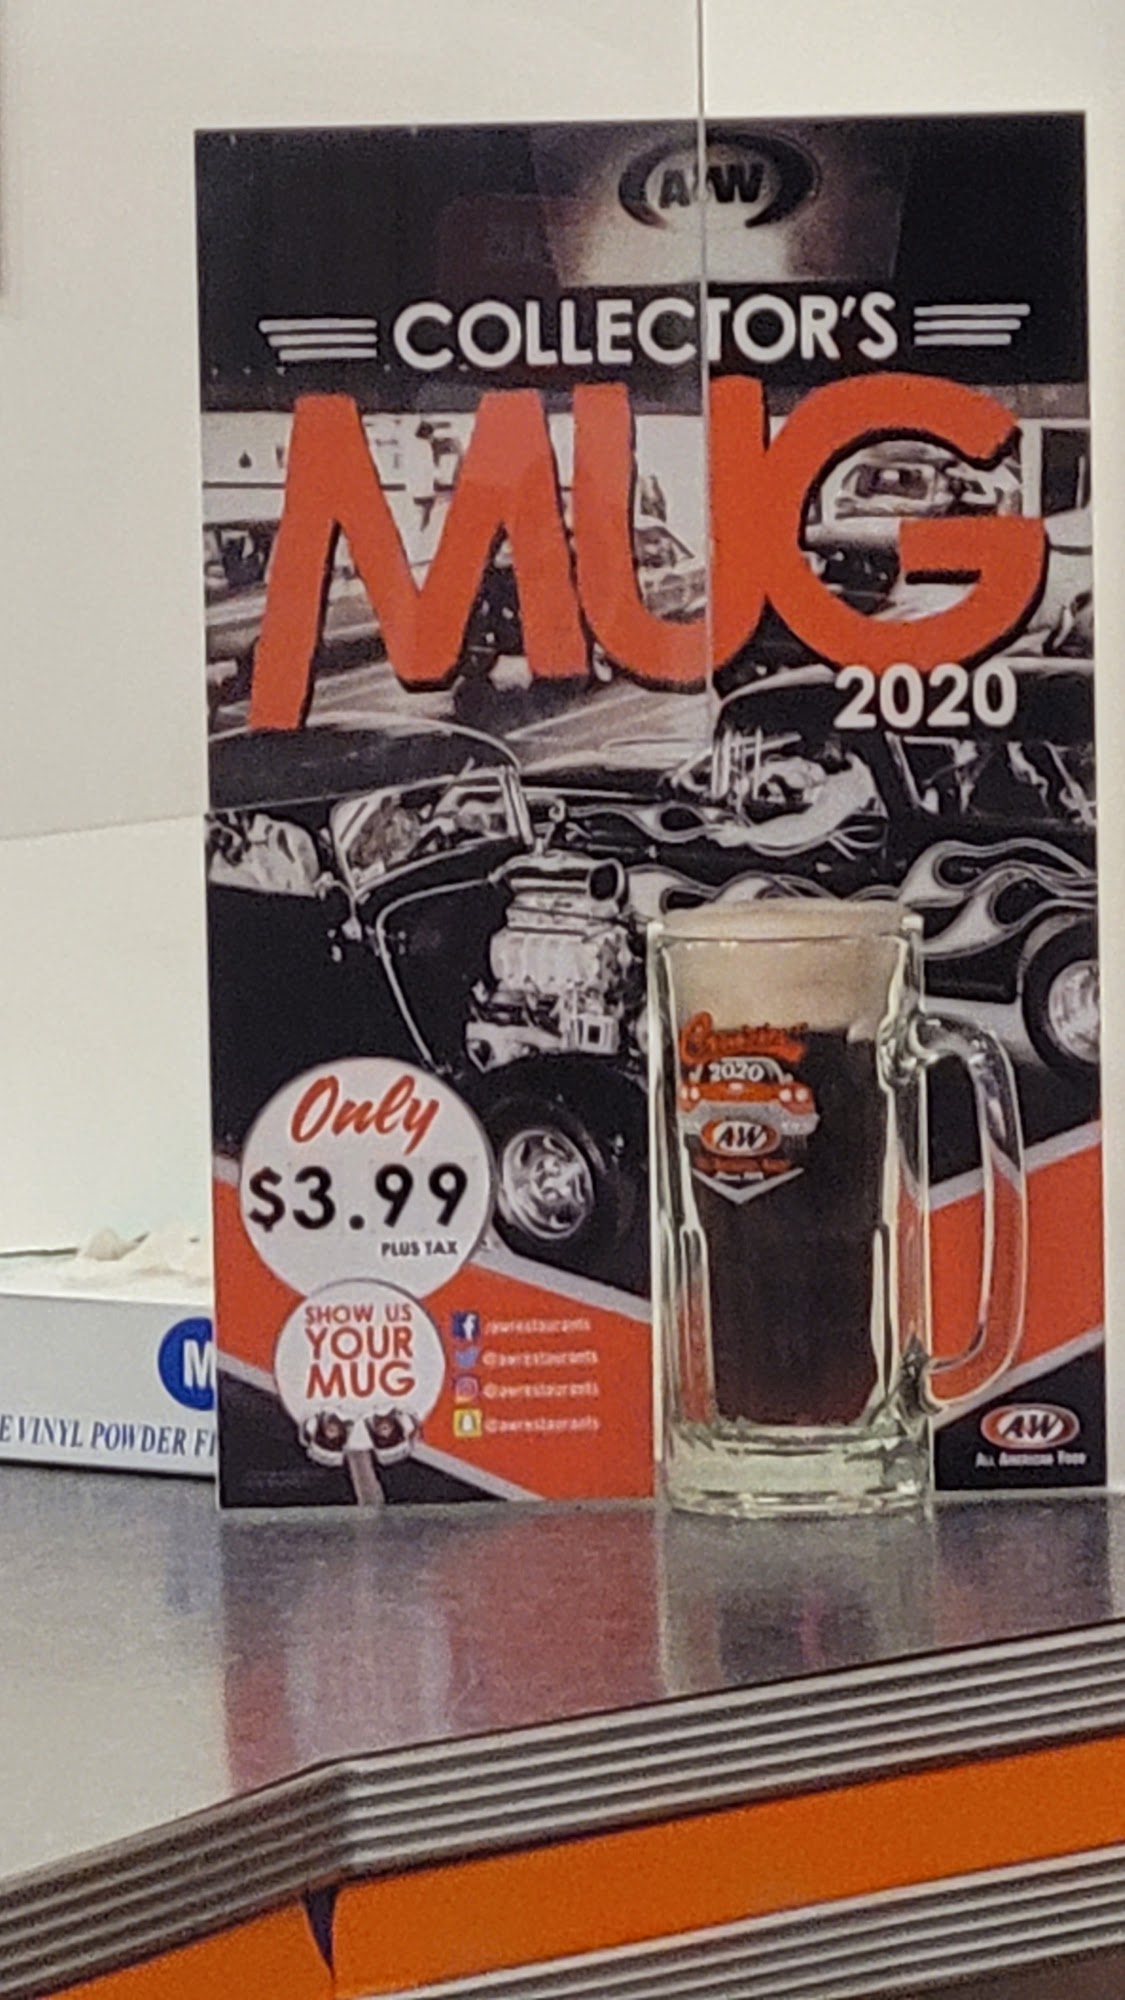 A&W
COLLECTOR'S
MUG
2020
Only
$3.99
PLUS TAX
SHOW US
YOUR
MUG
/awrestaurants
@awrestaurants
@awrestaurants
@awrestaurants
2020
A&W
A&W
ALL AMERICAN FOOD
M
E VINYL POWDER F